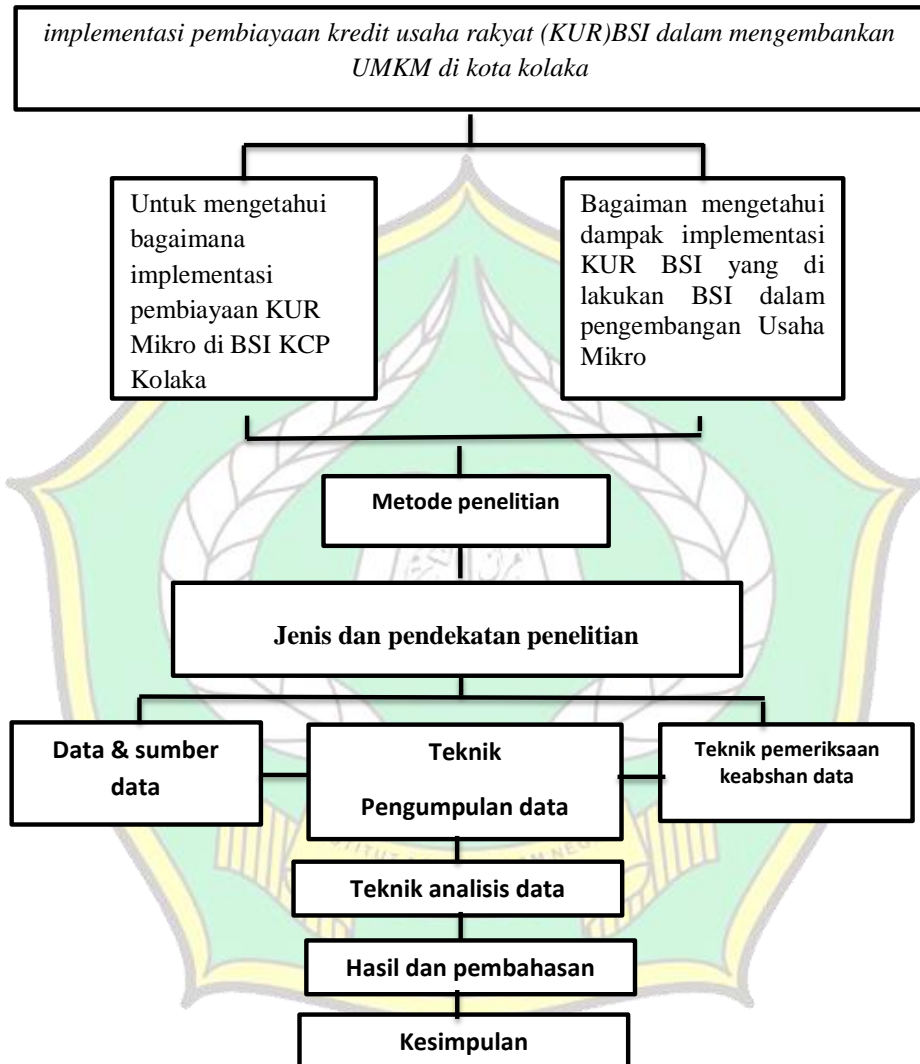 implementasi pembiayaan kredit usaha rakyat (KUR)BSI dalam mengembankan
UMKM di kota kolaka
Untuk mengetahui
bagaimana
implementasi
pembiayaan KUR
Mikro di BSI KCP
Kolaka
Bagaiman mengetahui
dampak implementasi
KUR BSI yang di
lakukan BSI dalam
pengembangan Usaha
Mikro
Metode penelitian
Jenis dan pendekatan penelitian
Data & sumber
data
Teknik
Pengumpulan data
Teknik pemeriksaan
keabshan data
Teknik analisis data
Hasil dan pembahasan
Kesimpulan